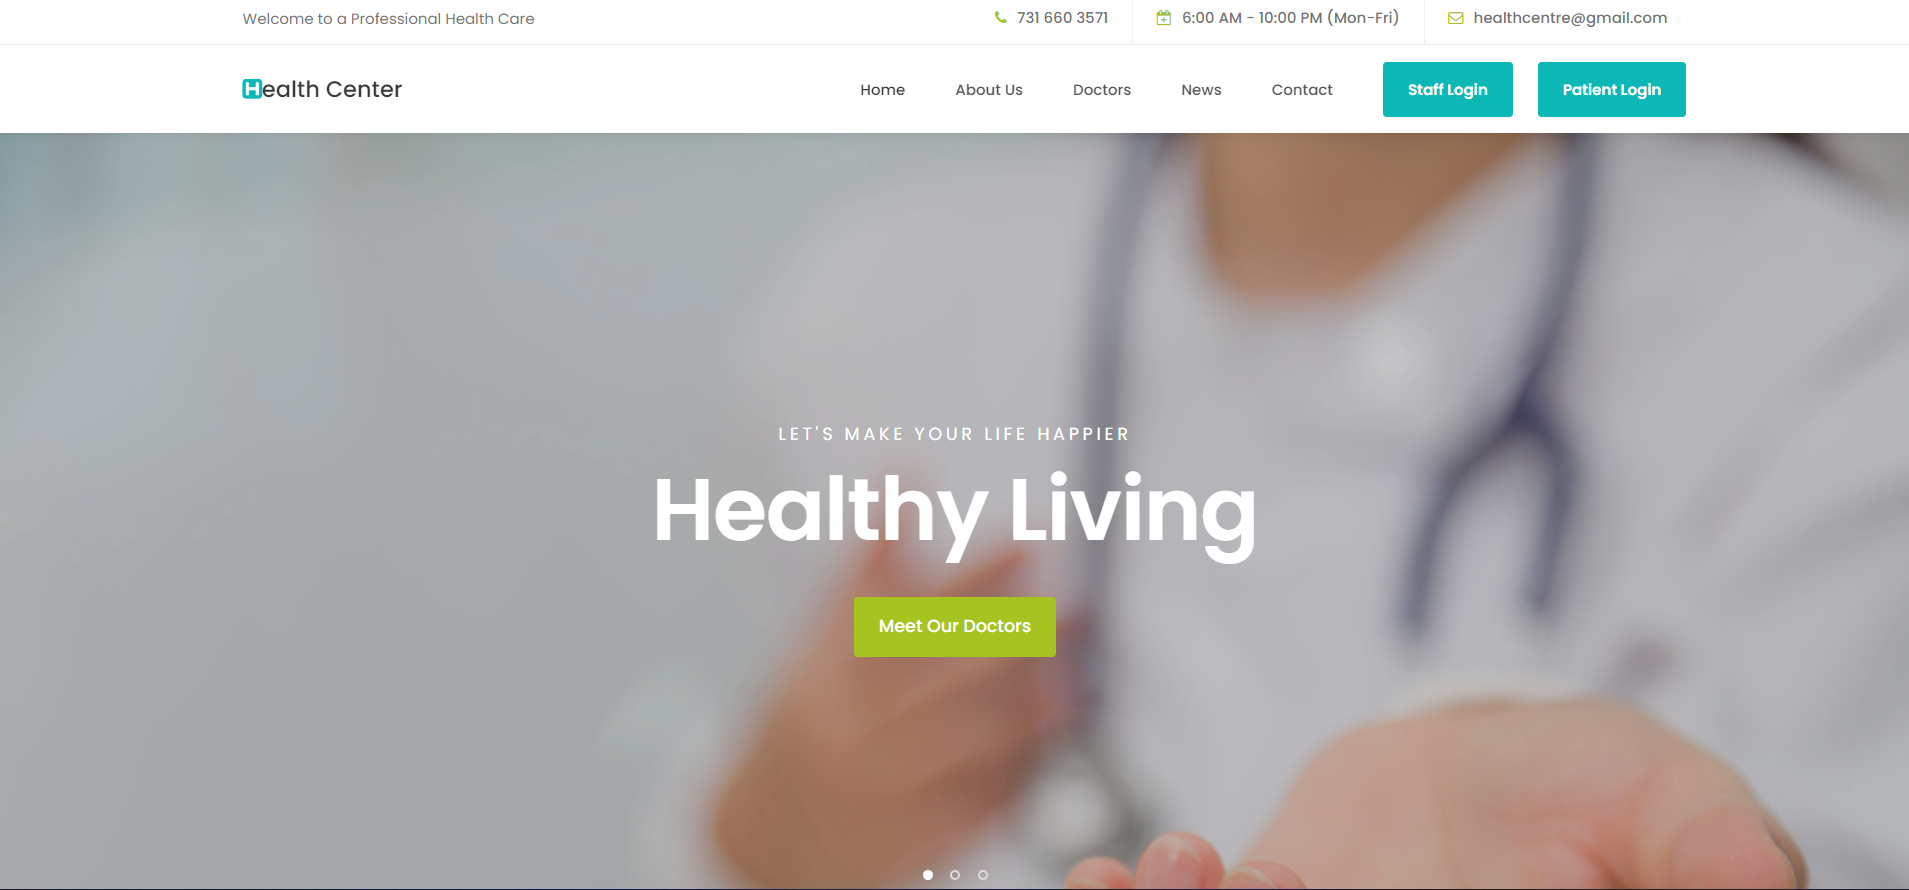 Welcome to a Professional Health Care
731 660 3571
6:00 AM - 10:00 PM (Mon-Fri)
healthcentre@gmail.com
Health Center
Home
About Us
Doctors
News
Contact
Staff Login
Patient Login
LET'S MAKE YOUR LIFE HAPPIER
Healthy Living
Meet Our Doctors